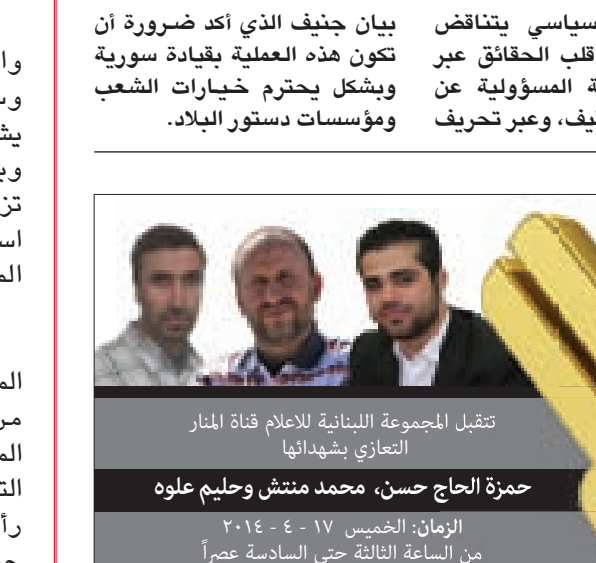 بيان جنيف الذي أكد ضرورة أن
تكون هذه العملية بقيادة سورية
وبشكل يحترم خيارات الشعب
ومؤسسات دستور البلاد.
سياسي يتناقض
قلب الحقائق عبر
المسؤولية عن
وعبر تحريف
تتقبل المجموعة اللبنانية للاعلام قناة المنار
التعازي بشهدائها
حمزة الحاج حسن، محمد منتش وحليم علوه
الزمان: الخميس ١٧ - ٤ - ٢٠١٤
من الساعة الثالثة حتى السادسة عصراً